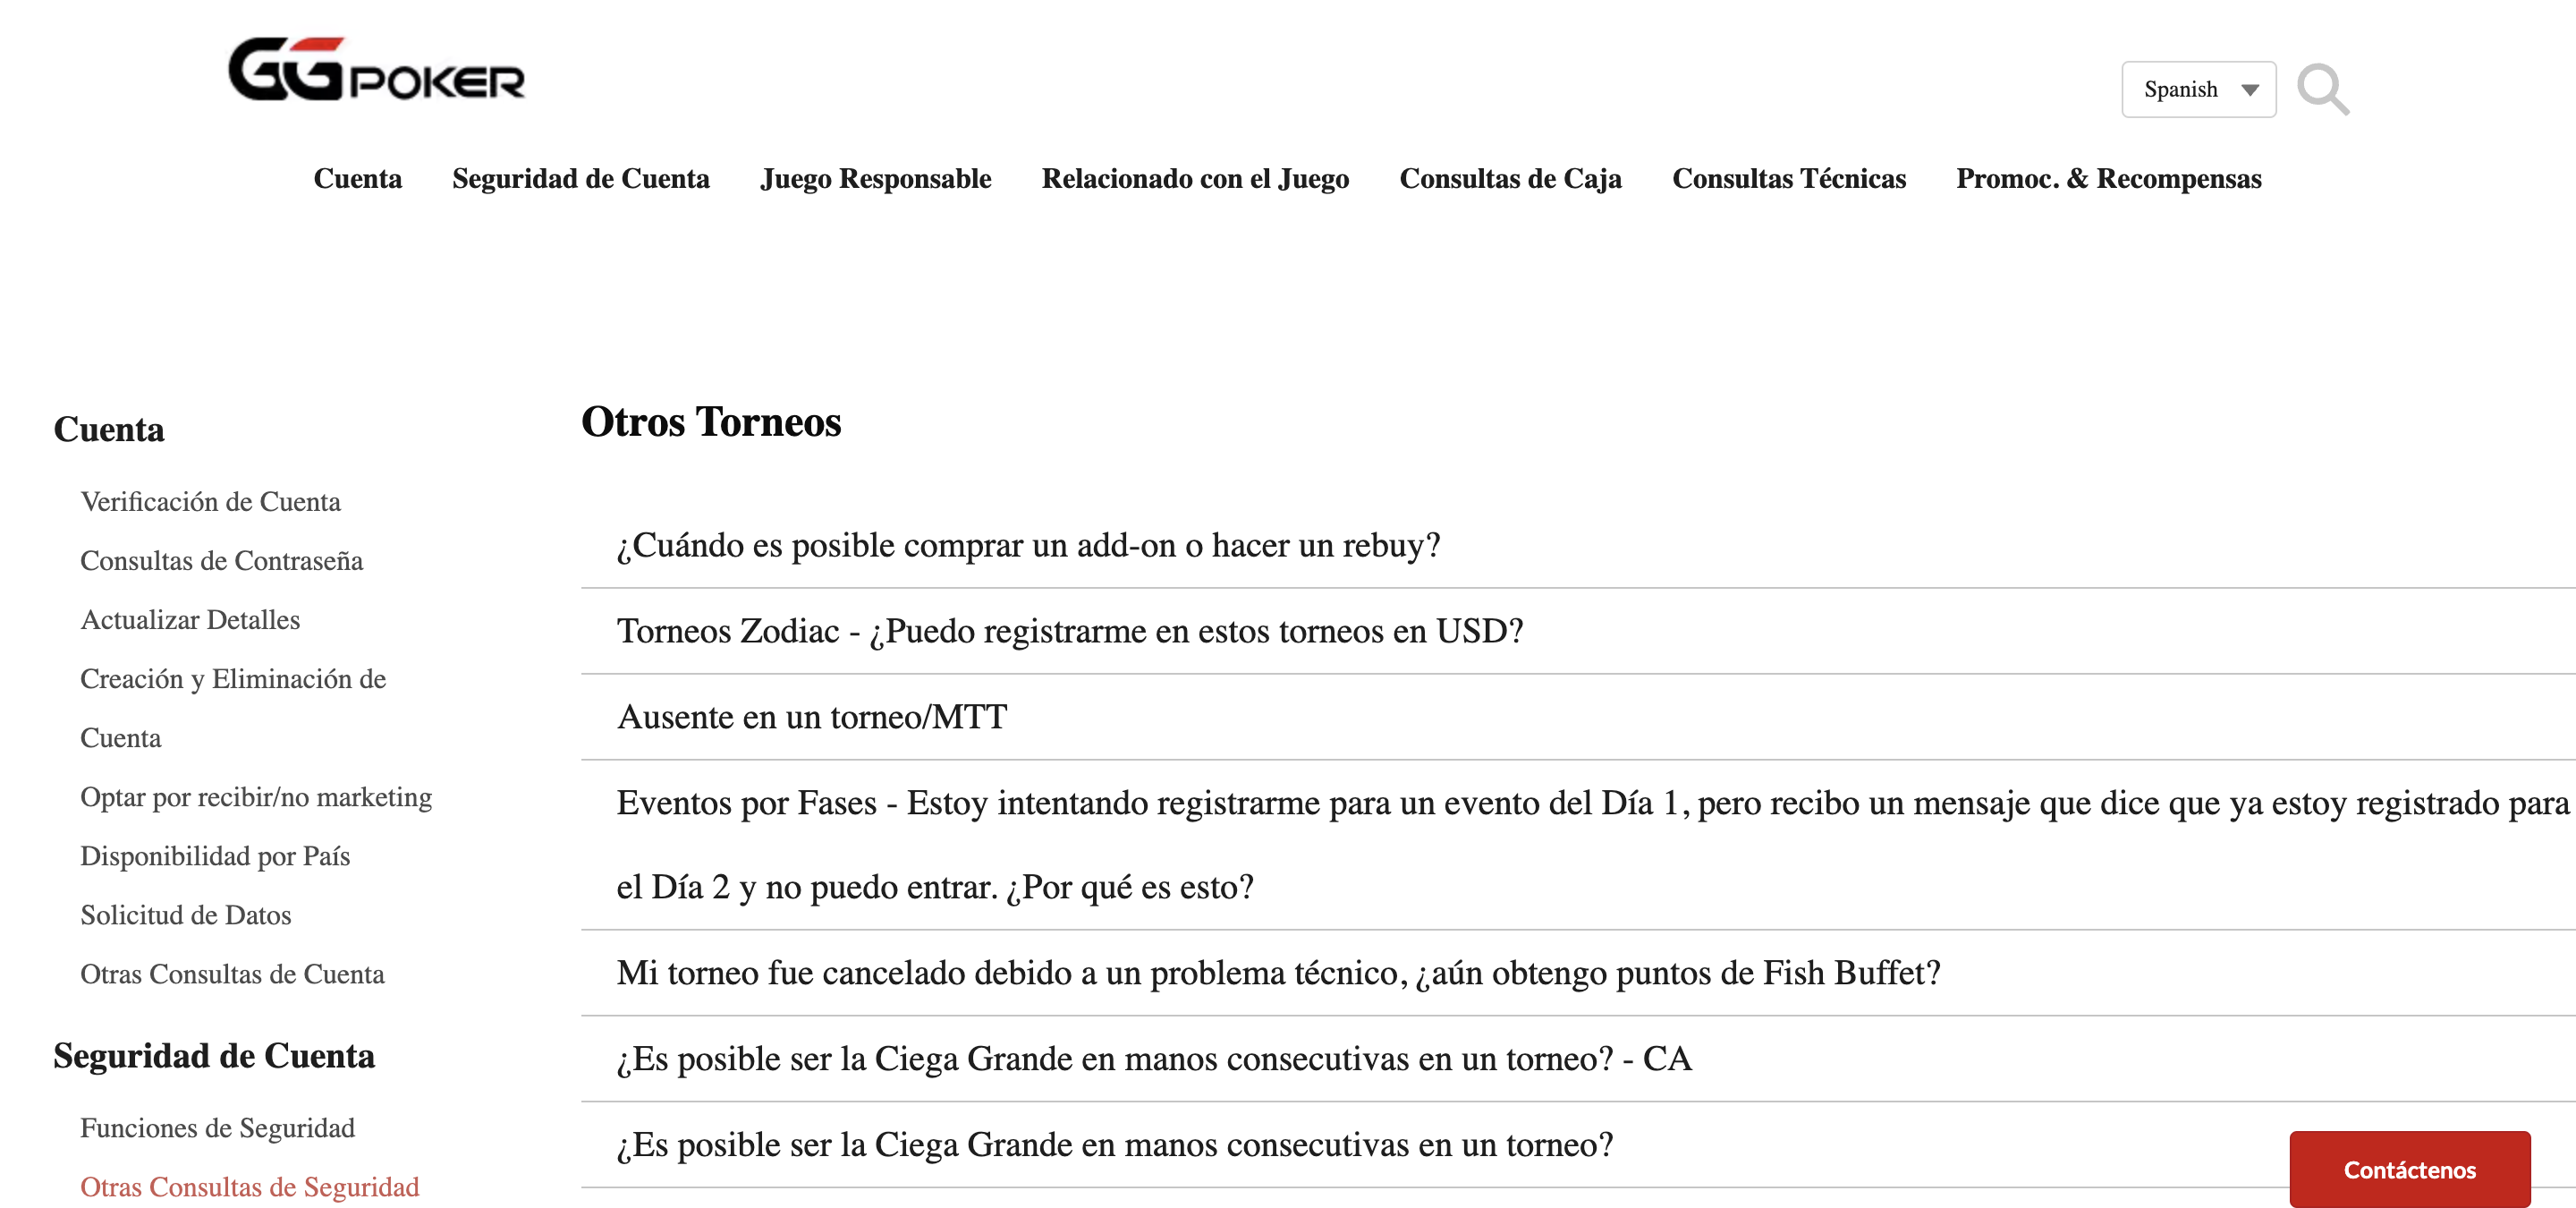 GGPOKER
Spanish
Cuenta Seguridad de Cuenta Juego Responsable Relacionado con el Juego Consultas de Caja Consultas Técnicas Promoc. & Recompensas
Cuenta
Verificación de Cuenta
Consultas de Contraseña
Actualizar Detalles
Creación y Eliminación de
Cuenta
Optar por recibir/no marketing
Disponibilidad por País
Solicitud de Datos
Otras Consultas de Cuenta
Seguridad de Cuenta
Funciones de Seguridad
Otras Consultas de Seguridad
Otros Torneos
¿Cuándo es posible comprar un add-on o hacer un rebuy?
Torneos Zodiac - ¿Puedo registrarme en estos torneos en USD?
Ausente en un torneo/MTT
Eventos por Fases - Estoy intentando registrarme para un evento del Día 1, pero recibo un mensaje que dice que ya estoy registrado para
el Día 2 y no puedo entrar. ¿Por qué es esto?
Mi torneo fue cancelado debido a un problema técnico, ¿aún obtengo puntos de Fish Buffet?
¿Es posible ser la Ciega Grande en manos consecutivas en un torneo? - CA
¿Es posible ser la Ciega Grande en manos consecutivas en un torneo?
Contáctenos